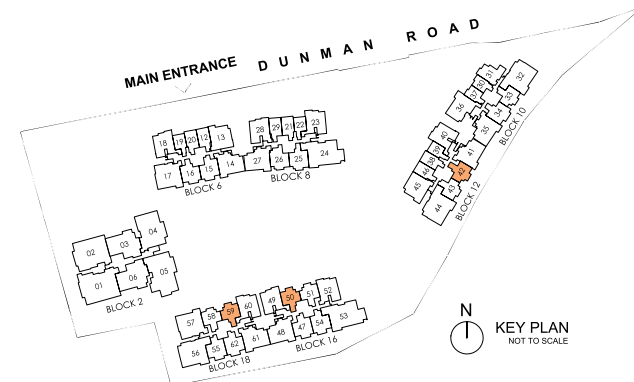 DUNMAN ROAD
MAIN ENTRANCE
18 19 20 12 13
17 16 15 14
BLOCK 6
28 29 21 22 23
27 26 25 24
BLOCK 8
31 32
30
37 33
36 34
35
BLOCK 10
40
39 41
38
46 42
45 43
44
BLOCK 12
02 03 04
01 06 05
BLOCK 2
57 58 59 60
56 55 62 61
BLOCK 18
49 50 51 52
48 47 54 53
BLOCK 16
N
KEY PLAN
NOT TO SCALE